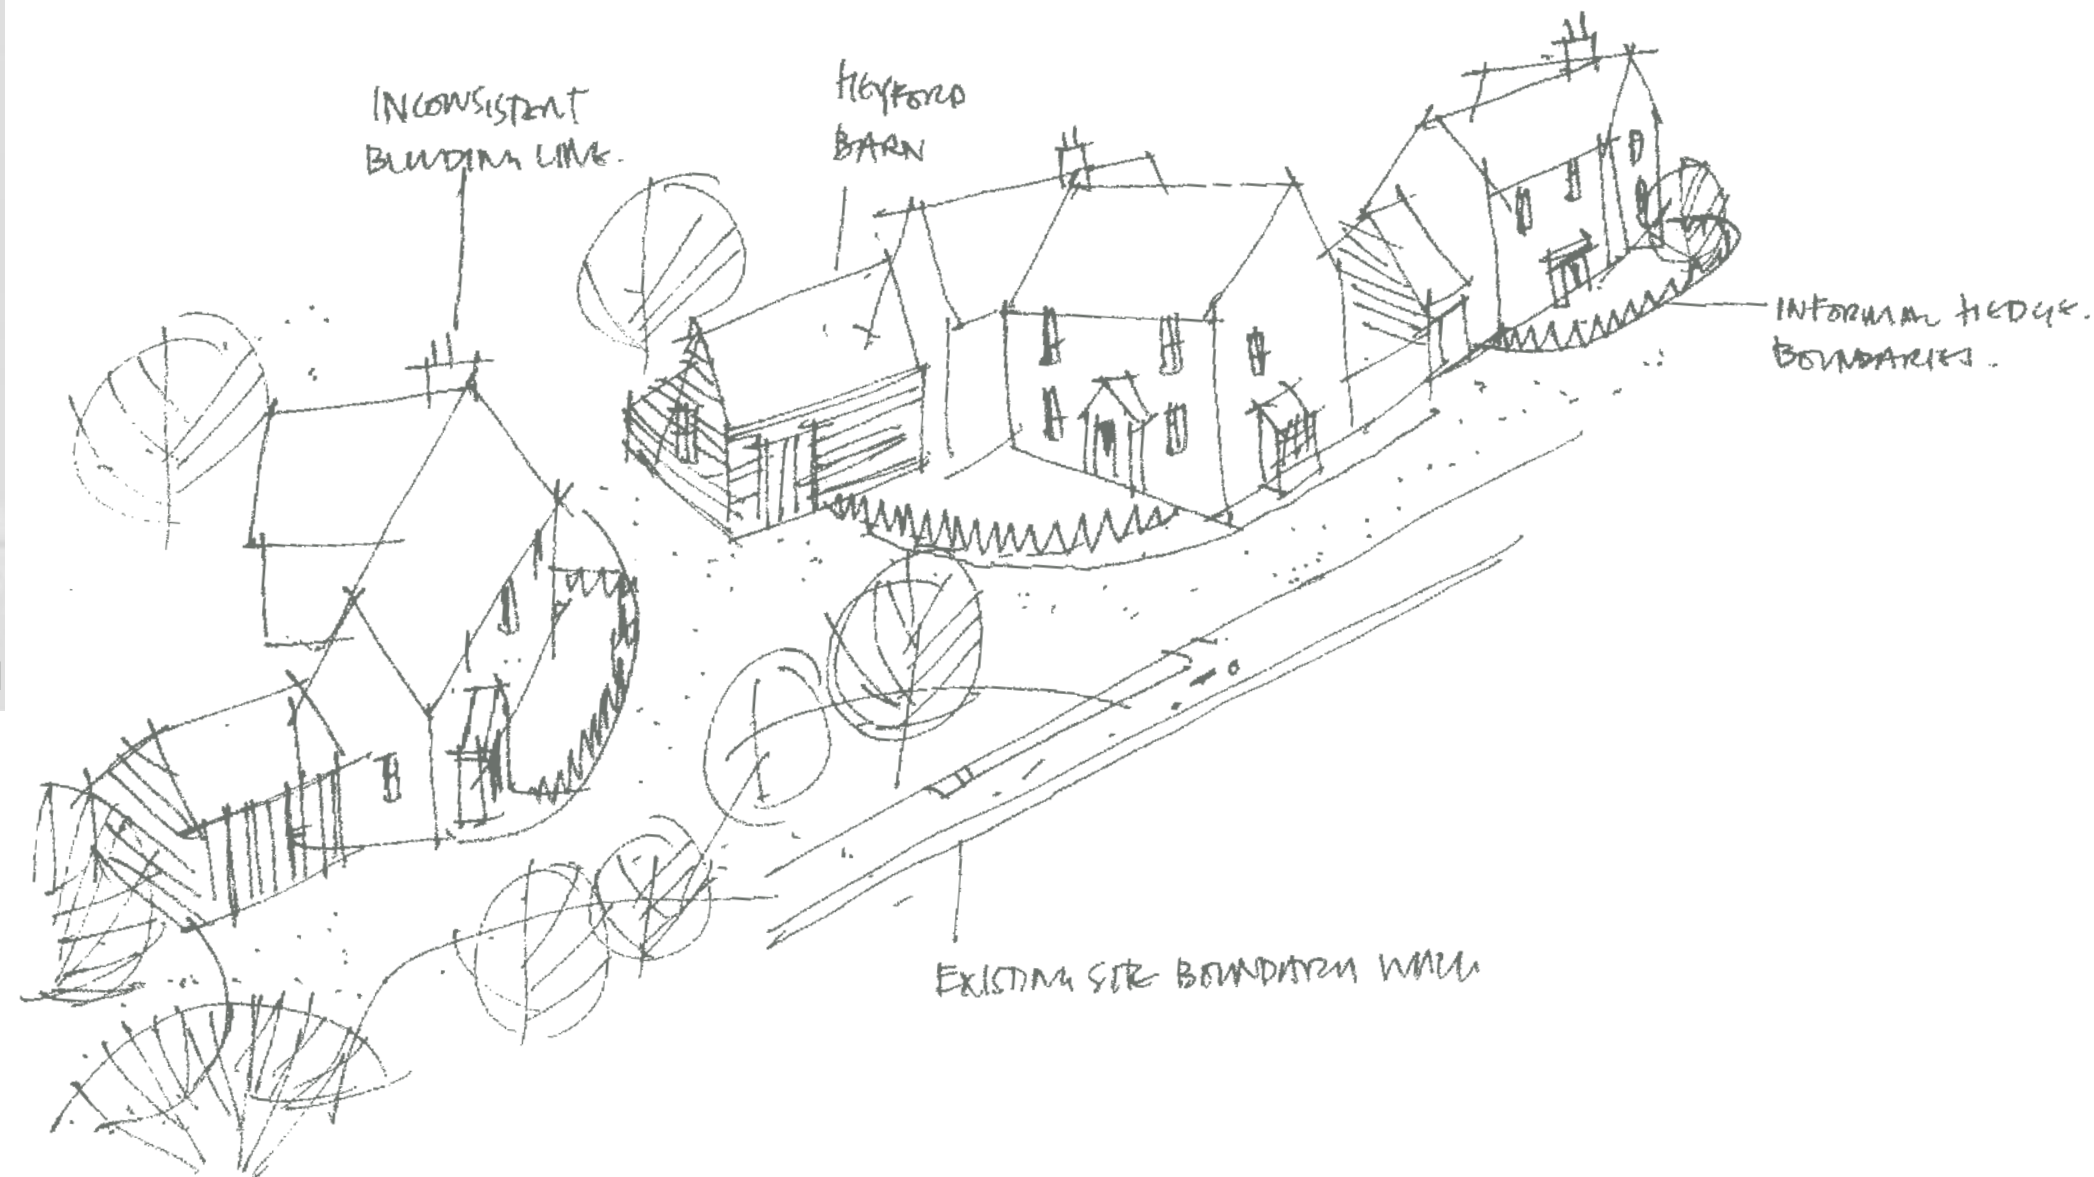 INCONSISTENT
BUILDING LINE.
HEYFORD
BARN
INFORMAL HEDGE.
BOUNDARIES.
EXISTING SITE BOUNDARY WALL